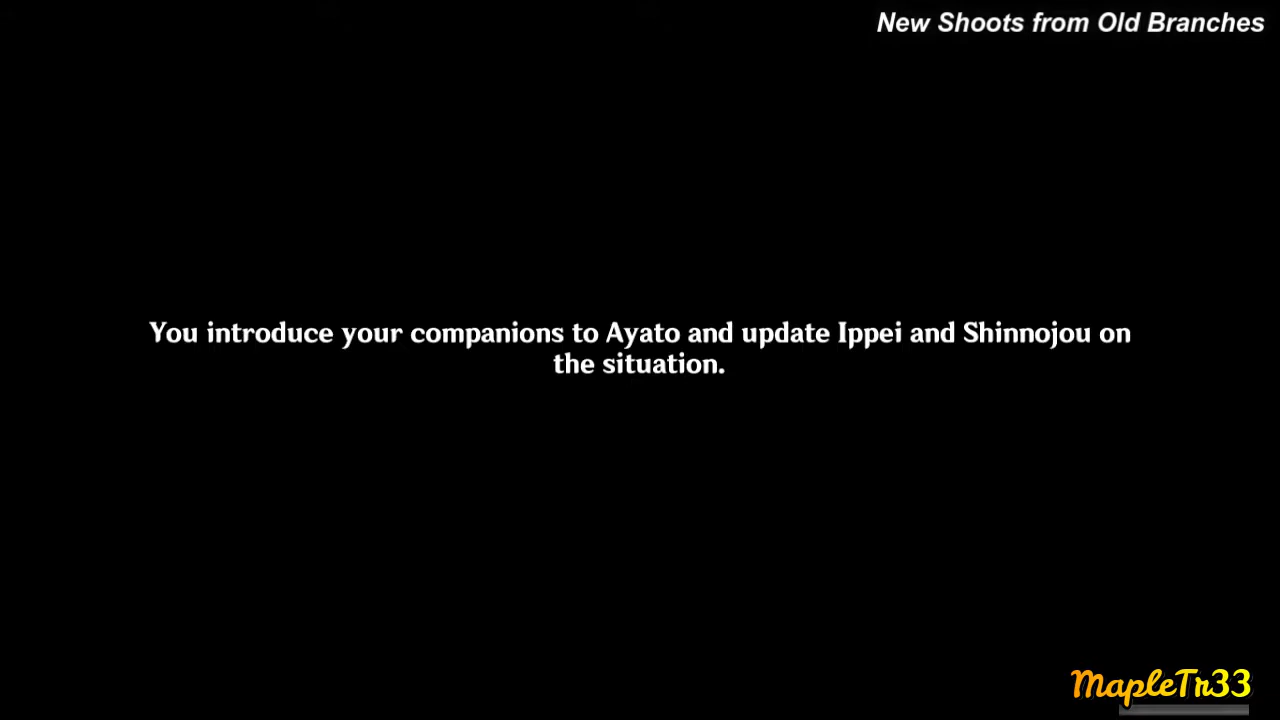 New Shoots from Old Branches
You introduce your companions to Ayato and update Ippei and Shinnojou on
the situation.
MapleTr33